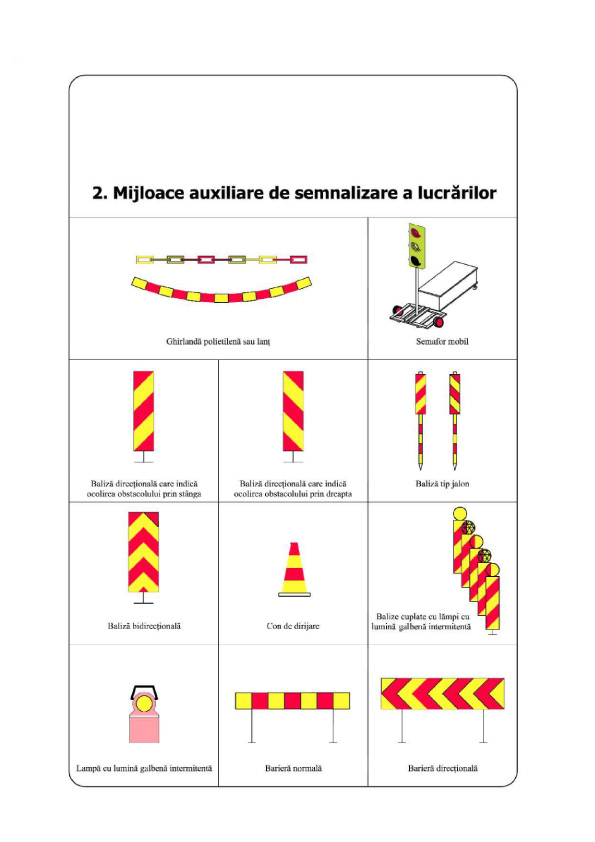 2. Mijloace auxiliare de semnalizare a lucrărilor
Ghirlandă polietilenă sau lanț
Semafor mobil
Baliză direcțională care indică
ocolirea obstacolului prin stânga
Baliză direcțională care indică
ocolirea obstacolului prin dreapta
Baliză tip jalon
Baliză bidirecțională
Con de dirijare
Balize cuplate cu lămpi cu
lumină galbenă intermitentă
Lampă cu lumină galbenă intermitentă
Barieră normală
Barieră direcțională